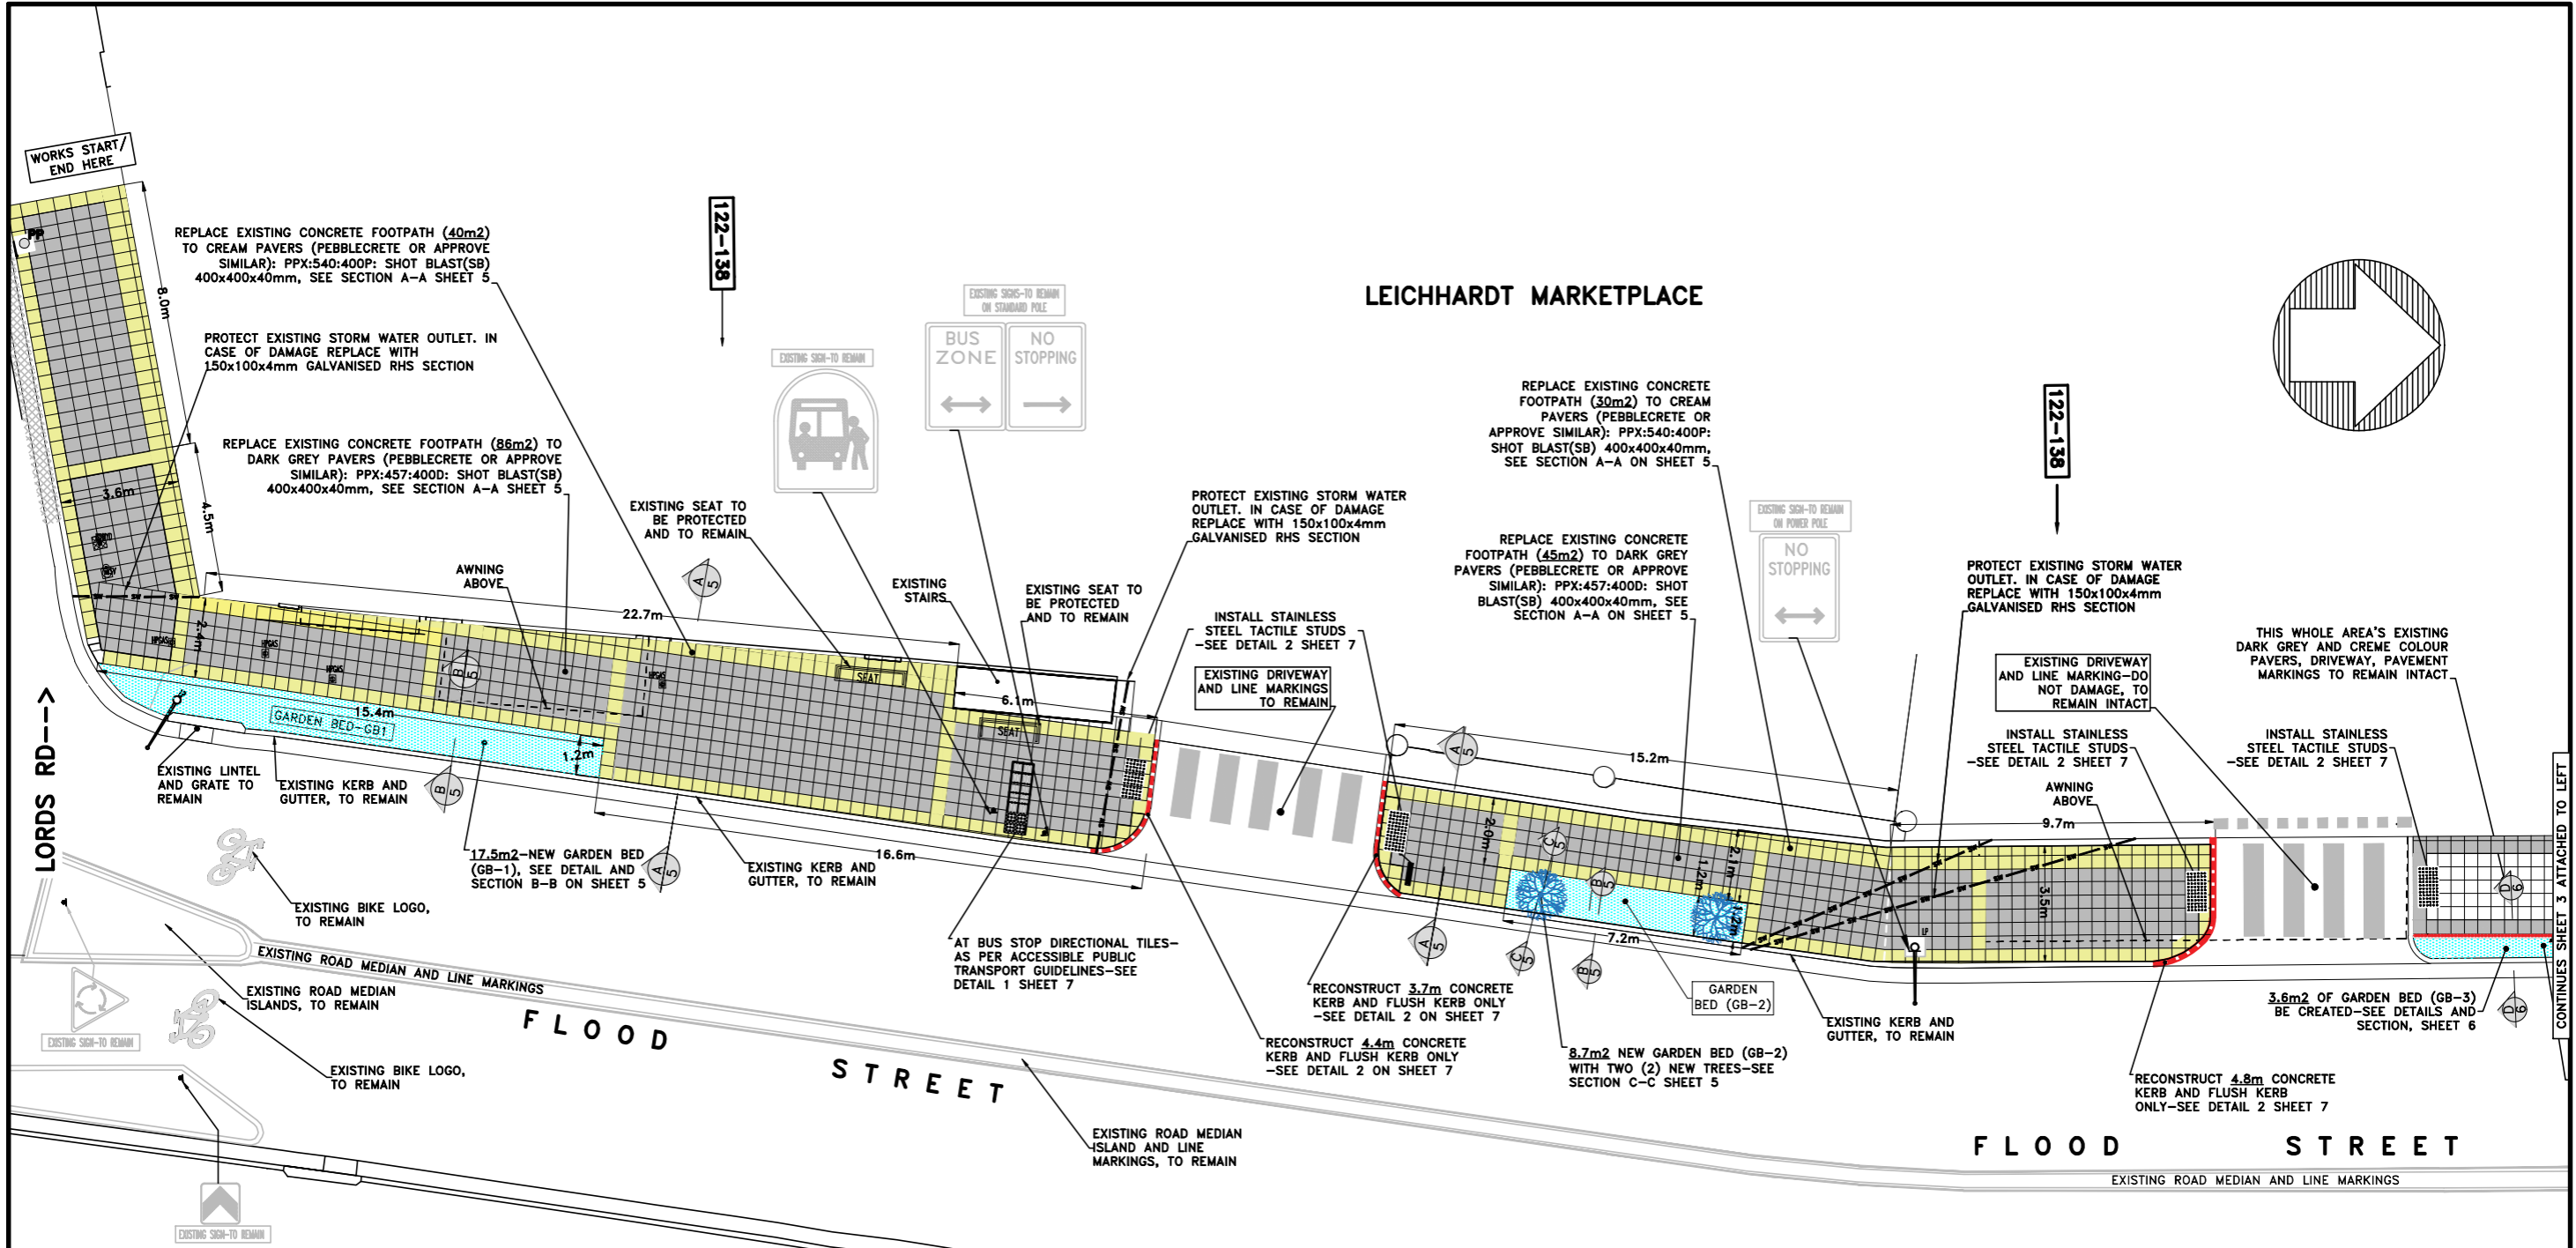 WORKS START/
END HERE
PP
REPLACE EXISTING CONCRETE FOOTPATH (40m2)
TO CREAM PAVERS (PEBBLECRETE OR APPROVE
SIMILAR): PPX:540:400P: SHOT BLAST(SB)
400x400x40mm, SEE SECTION A-A SHEET 5
8.0m
PROTECT EXISTING STORM WATER OUTLET. IN
CASE OF DAMAGE REPLACE WITH
150x100x4mm GALVANISED RHS SECTION
REPLACE EXISTING CONCRETE FOOTPATH (86m2) TO
DARK GREY PAVERS (PEBBLECRETE OR APPROVE
SIMILAR): PPX:457:400D: SHOT BLAST(SB)
400x400x40mm, SEE SECTION A-A SHEET 5
3.6m
4.5m
122-138
EXISTING SIGN-TO REMAIN
EXISTING SIGNS-TO REMAIN
ON STANDARD POLE
BUS
ZONE
NO
STOPPING
LEICHHARDT MARKETPLACE
EXISTING SEAT TO
BE PROTECTED
AND TO REMAIN
AWNING
ABOVE
A
5
22.7m
2.4m
EXISTING
STAIRS
EXISTING SEAT TO
BE PROTECTED
AND TO REMAIN
PROTECT EXISTING STORM WATER
OUTLET. IN CASE OF DAMAGE
REPLACE WITH 150x100x4mm
GALVANISED RHS SECTION
INSTALL STAINLESS
STEEL TACTILE STUDS
-SEE DETAIL 2 SHEET 7
EXISTING DRIVEWAY
AND LINE MARKINGS
TO REMAIN
REPLACE EXISTING CONCRETE
FOOTPATH (30m2) TO CREAM
PAVERS (PEBBLECRETE OR
APPROVE SIMILAR): PPX:540:400P:
SHOT BLAST(SB) 400x400x40mm,
SEE SECTION A-A ON SHEET 5
REPLACE EXISTING CONCRETE
FOOTPATH (45m2) TO DARK GREY
PAVERS (PEBBLECRETE OR APPROVE
SIMILAR): PPX:457:400D: SHOT
BLAST(SB) 400x400x40mm, SEE
SECTION A-A ON SHEET 5
EXISTING SIGN-TO REMAIN
ON POWER POLE
NO
STOPPING
122-138
PROTECT EXISTING STORM WATER
OUTLET. IN CASE OF DAMAGE
REPLACE WITH 150x100x4mm
GALVANISED RHS SECTION
EXISTING DRIVEWAY
AND LINE MARKING-DO
NOT DAMAGE, TO
REMAIN INTACT
THIS WHOLE AREA'S EXISTING
DARK GREY AND CREME COLOUR
PAVERS, DRIVEWAY, PAVEMENT
MARKINGS TO REMAIN INTACT
INSTALL STAINLESS
STEEL TACTILE STUDS
-SEE DETAIL 2 SHEET 7
INSTALL STAINLESS
STEEL TACTILE STUDS
-SEE DETAIL 2 SHEET 7
AWNING
ABOVE
HPGAS
HPGAS
HPGAS
HPGAS
B
5
SEAT
SEAT
6.1m
15.4m
GARDEN BED-GB1
1.2m
B
5
16.6m
A
5
A
5
15.2m
2.0m
C
5
2.1m
1.2m
1.2m
B
5
7.2m
A
5
C
5
B
5
LP
9.7m
3.5m
D
6
D
6
LORDS RD-->
EXISTING LINTEL
AND GRATE TO
REMAIN
EXISTING KERB AND
GUTTER, TO REMAIN
17.5m2-NEW GARDEN BED
(GB-1), SEE DETAIL AND
SECTION B-B ON SHEET 5
EXISTING KERB AND
GUTTER, TO REMAIN
AT BUS STOP DIRECTIONAL TILES-
AS PER ACCESSIBLE PUBLIC
TRANSPORT GUIDELINES-SEE
DETAIL 1 SHEET 7
RECONSTRUCT 3.7m CONCRETE
KERB AND FLUSH KERB ONLY
-SEE DETAIL 2 ON SHEET 7
RECONSTRUCT 4.4m CONCRETE
KERB AND FLUSH KERB ONLY
-SEE DETAIL 2 ON SHEET 7
GARDEN
BED (GB-2)
8.7m2 NEW GARDEN BED (GB-2)
WITH TWO (2) NEW TREES-SEE
SECTION C-C SHEET 5
EXISTING KERB AND
GUTTER, TO REMAIN
3.6m2 OF GARDEN BED (GB-3)
BE CREATED-SEE DETAILS AND
SECTION, SHEET 6
RECONSTRUCT 4.8m CONCRETE
KERB AND FLUSH KERB
ONLY-SEE DETAIL 2 SHEET 7
CONTINUES SHEET 3 ATTACHED TO LEFT
EXISTING BIKE LOGO,
TO REMAIN
EXISTING ROAD MEDIAN AND LINE MARKINGS
EXISTING ROAD MEDIAN
ISLANDS, TO REMAIN
EXISTING SIGN-TO REMAIN
EXISTING BIKE LOGO,
TO REMAIN
FLOOD STREET
EXISTING ROAD MEDIAN
ISLAND AND LINE
MARKINGS, TO REMAIN
EXISTING SIGN-TO REMAIN
FLOOD STREET
EXISTING ROAD MEDIAN AND LINE MARKINGS